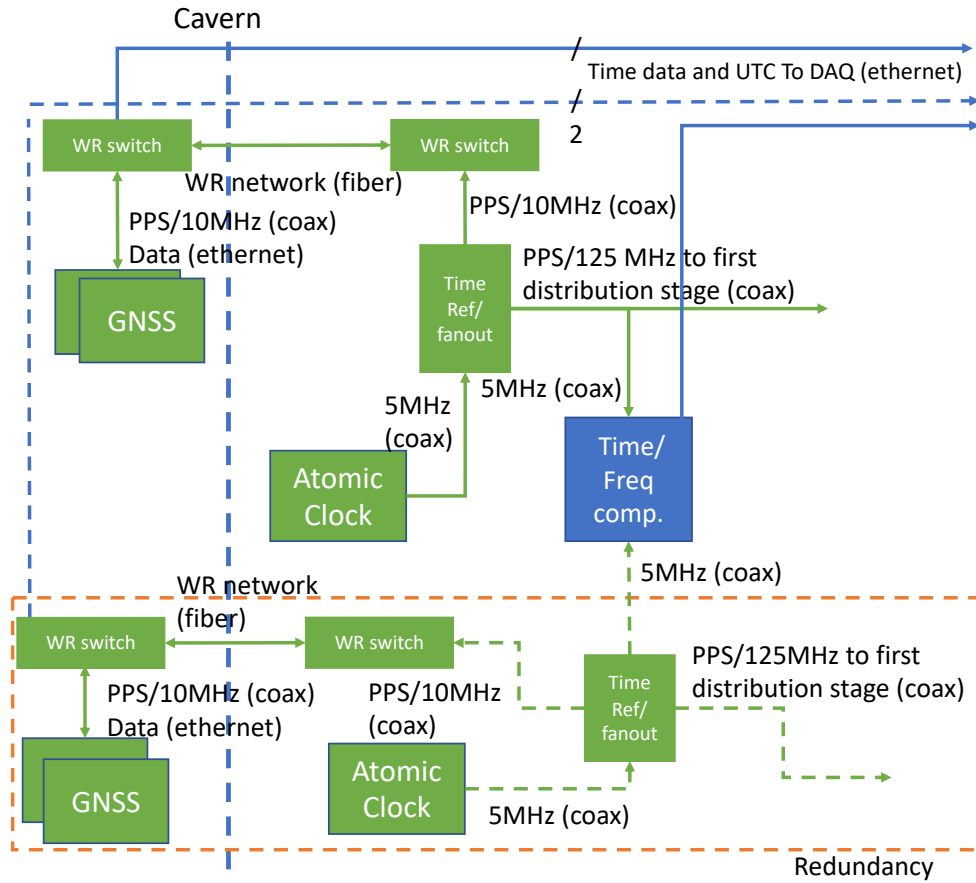 Cavern
/
Time data and UTC To DAQ (ethernet)
/
2
WR switch
WR switch
WR network (fiber)
PPS/10MHz (coax)
Data (ethernet)
PPS/10MHz (coax)
GNSS
Time
Ref/
fanout
PPS/125 MHz to first
distribution stage (coax)
5MHz
(coax)
5MHz (coax)
Atomic
Clock
Time/
Freq
comp.
5MHz (coax)
WR network
(fiber)
WR switch
WR switch
PPS/10MHz (coax)
Data (ethernet)
PPS/10MHz
(coax)
Time
Ref/
fanout
PPS/125MHz to first
distribution stage (coax)
GNSS
Atomic
Clock
5MHz (coax)
Redundancy